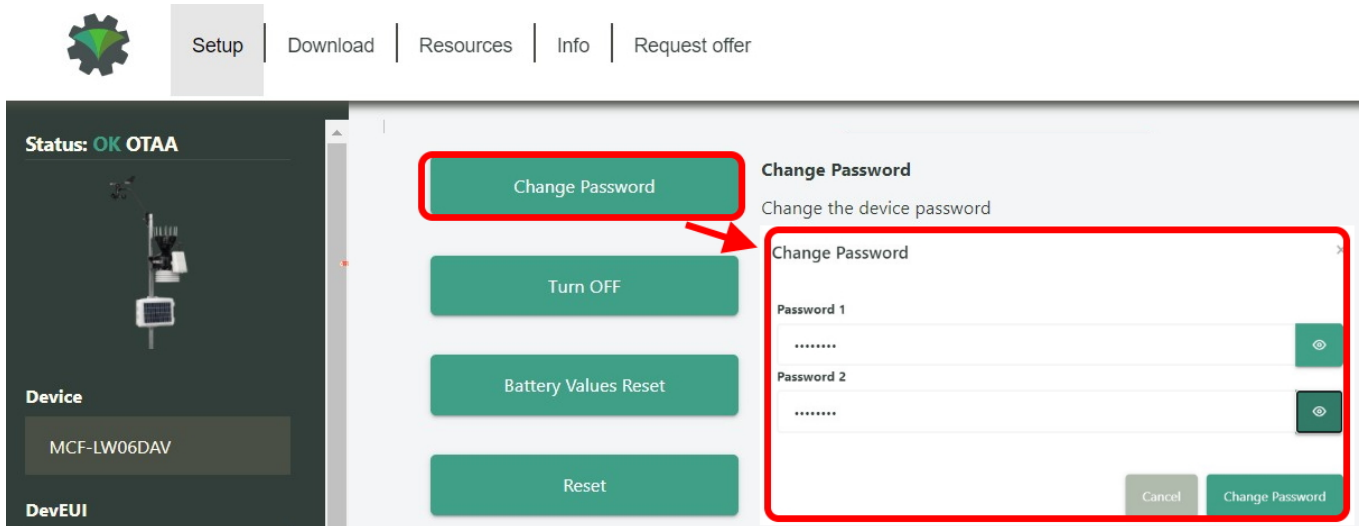 Setup
Download
Resources
Info
Request offer
Status: OK OTAA
Device
MCF-LW06DAV
DevEUI
Change Password
Turn OFF
Battery Values Reset
Reset
Change Password
Change the device password
Change Password
Password 1
........
Password 2
........
Cancel
Change Password